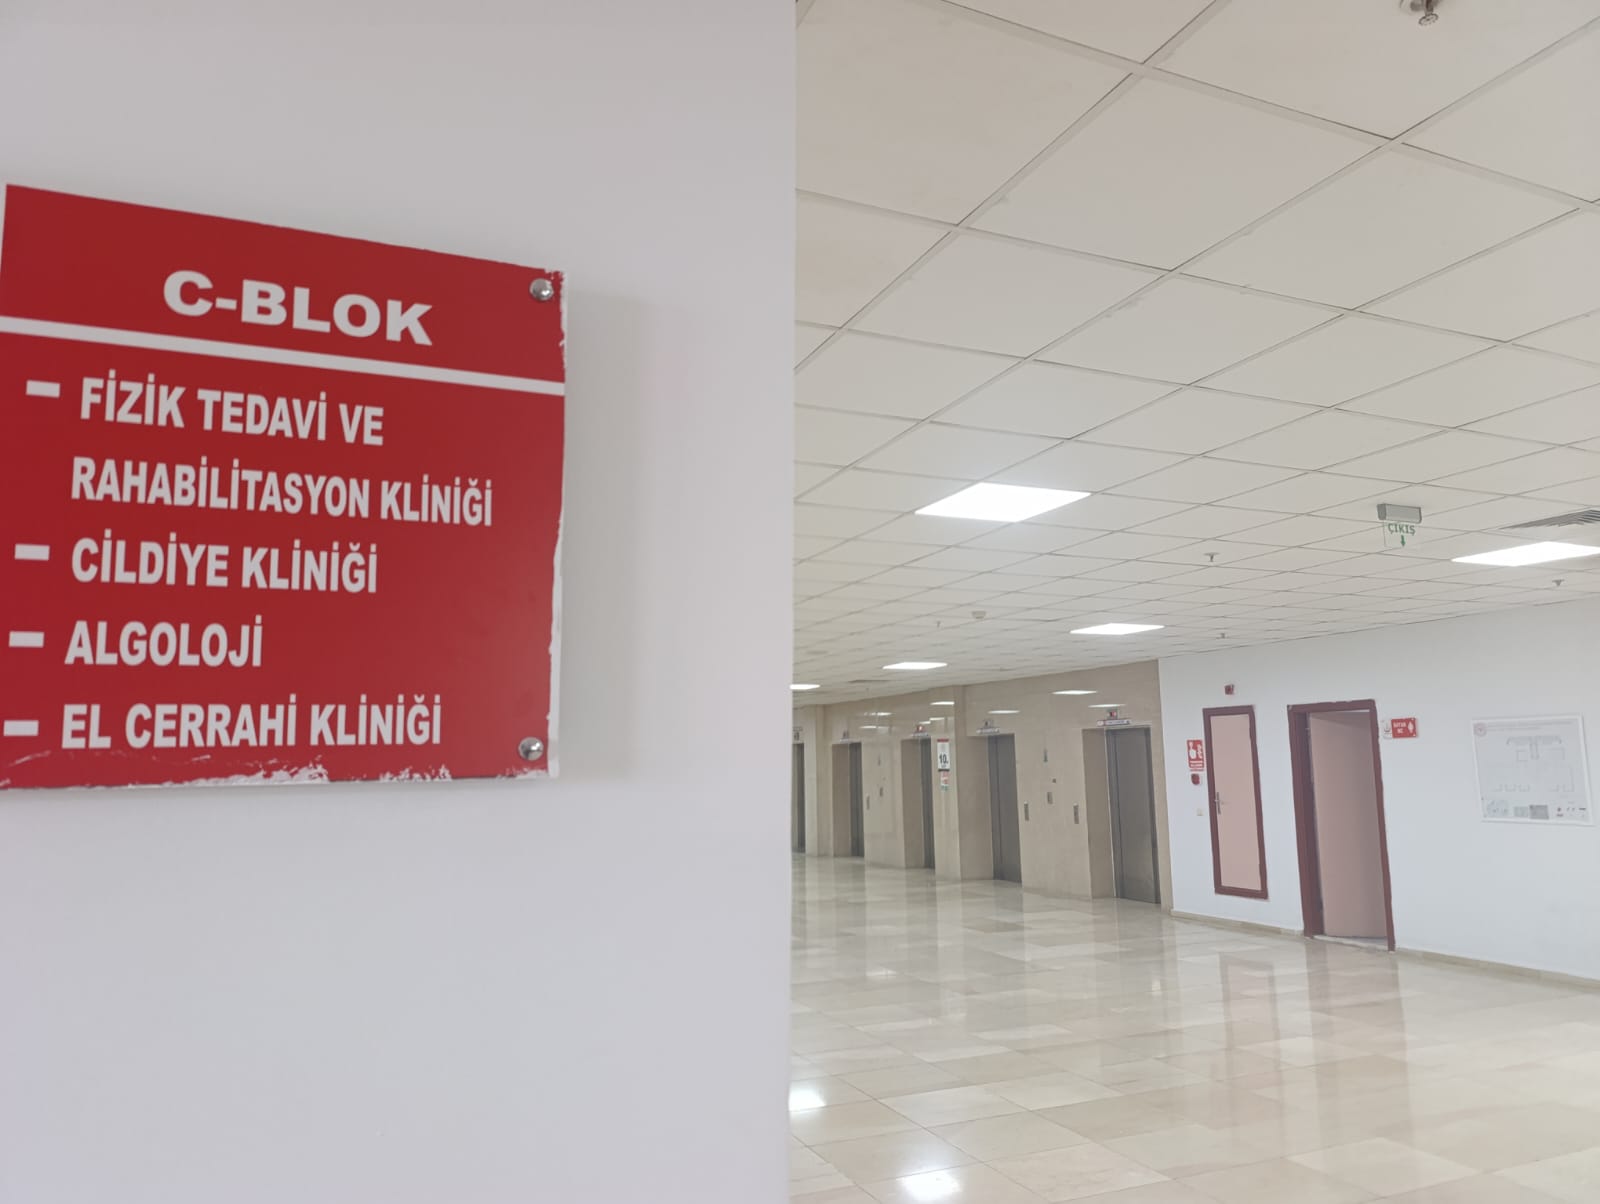 C-BLOK
- FİZİK TEDAVİ VE
RAHABİLİTASYON KLİNİĞİ
- CİLDİYE KLİNİĞİ
- ALGOLOJİ
- EL CERRAHİ KLİNİĞİ
ÇIKIŞ
10.